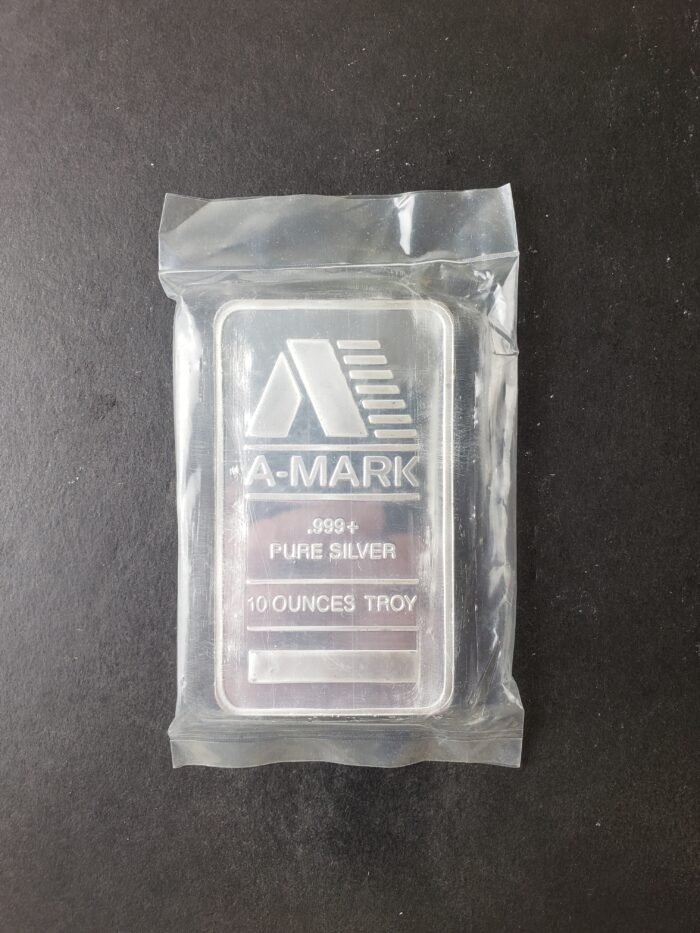 A-MARK
.999+
PURE SILVER
10 OUNCES TROY